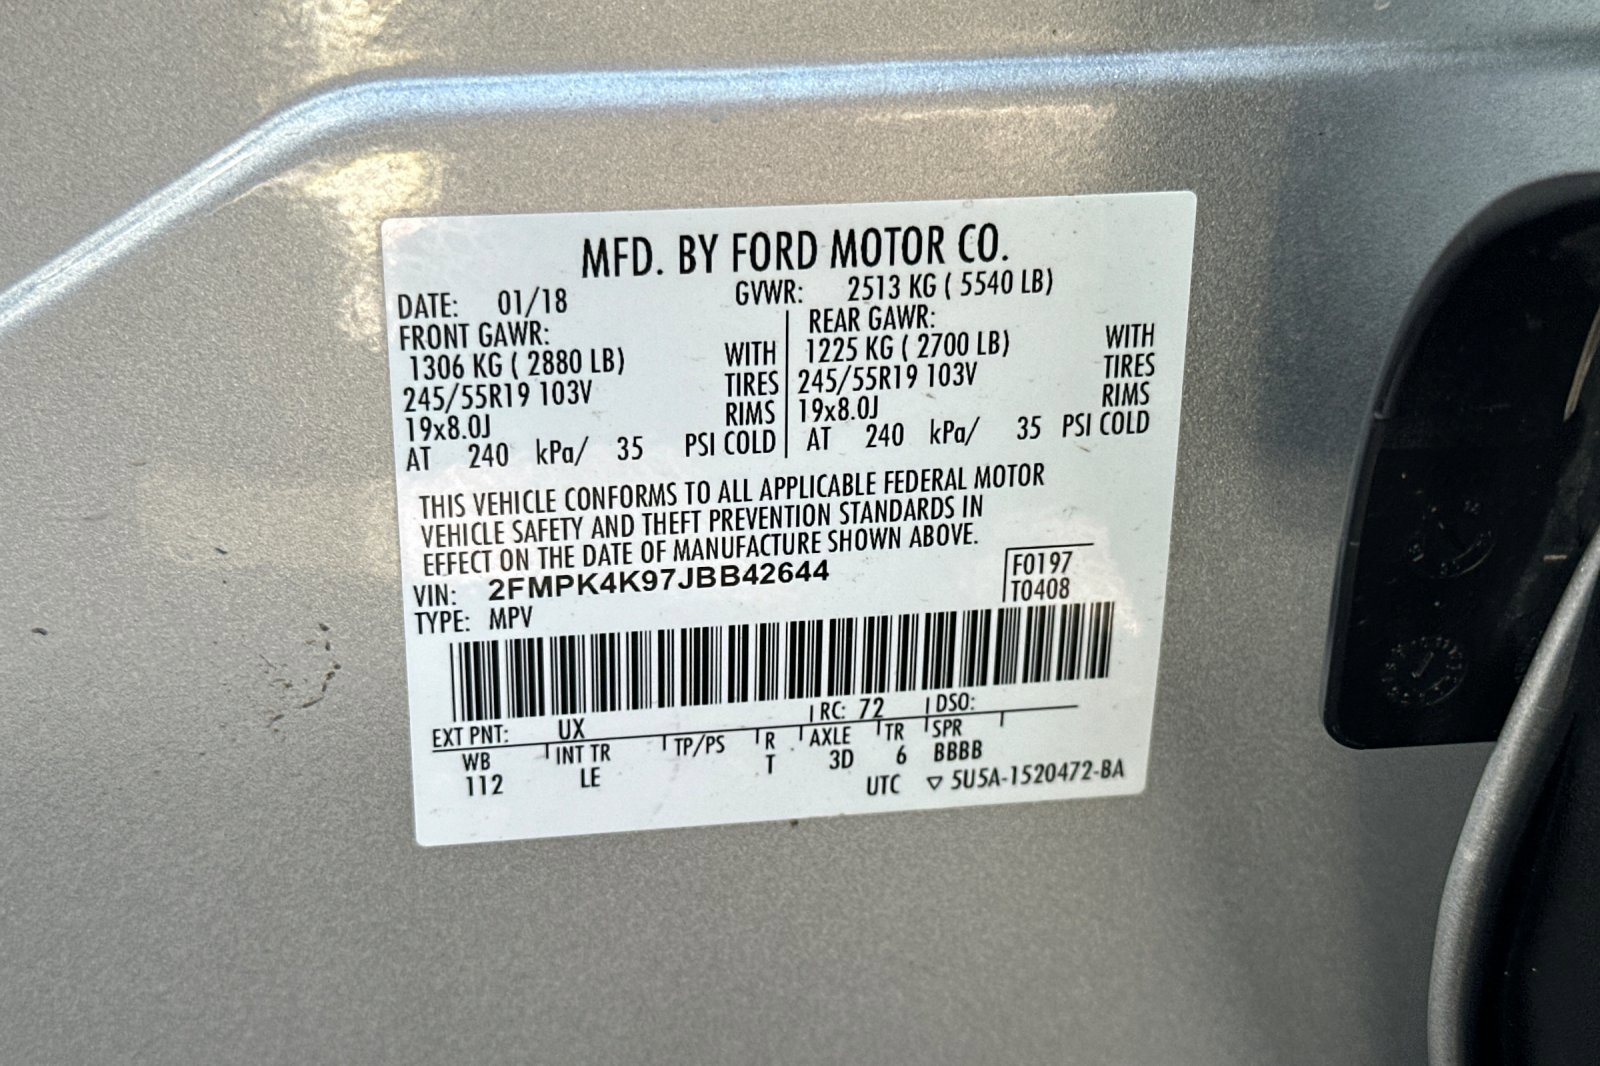 MFD. BY FORD MOTOR CO.
DATE: 01/18 GVWR: 2513 KG ( 5540 LB)
FRONT GAWR: REAR GAWR:
1306 KG ( 2880 LB) WITH 1225 KG ( 2700 LB) WITH
245/55R19 103V TIRES 245/55R19 103V TIRES
19x8.0J RIMS 19x8.0J RIMS
AT 240 kPa/ 35 PSI COLD AT 240 kPa/ 35 PSI COLD
THIS VEHICLE CONFORMS TO ALL APPLICABLE FEDERAL MOTOR
VEHICLE SAFETY AND THEFT PREVENTION STANDARDS IN
EFFECT ON THE DATE OF MANUFACTURE SHOWN ABOVE.
VIN: 2FMPK4K97JBB42644 F0197
TYPE: MPV T0408
EXT PNT: UX RC: 72 DSO:
WB INT TR TP/PS R AXLE TR SPR
112 LE T 3D 6 BBBB
UTC ▽ 5U5A-1520472-BA